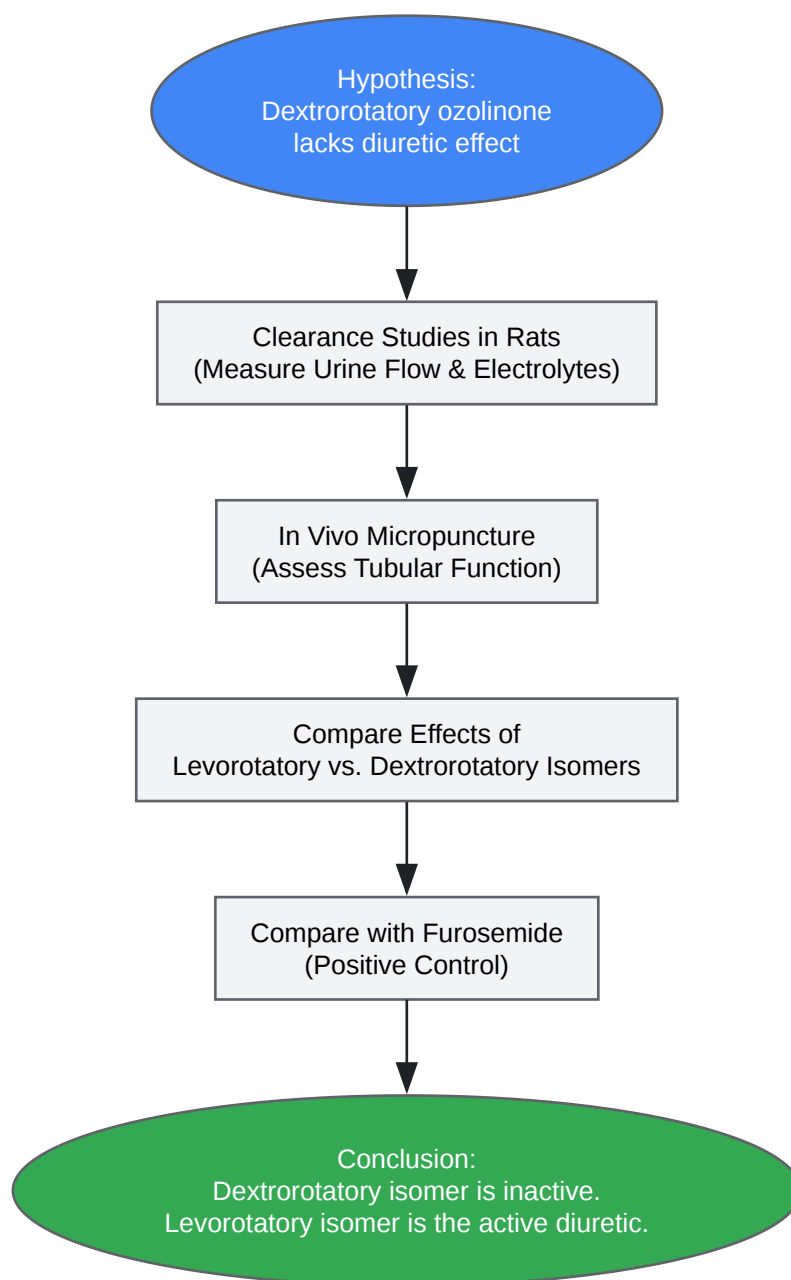 Hypothesis:
Dextrorotatory ozolinone
lacks diuretic effect
Clearance Studies in Rats
(Measure Urine Flow & Electrolytes)
In Vivo Micropuncture
(Assess Tubular Function)
Compare Effects of
Levorotatory vs. Dextrorotatory Isomers
Compare with Furosemide
(Positive Control)
Conclusion:
Dextrorotatory isomer is inactive.
Levorotatory isomer is the active diuretic.